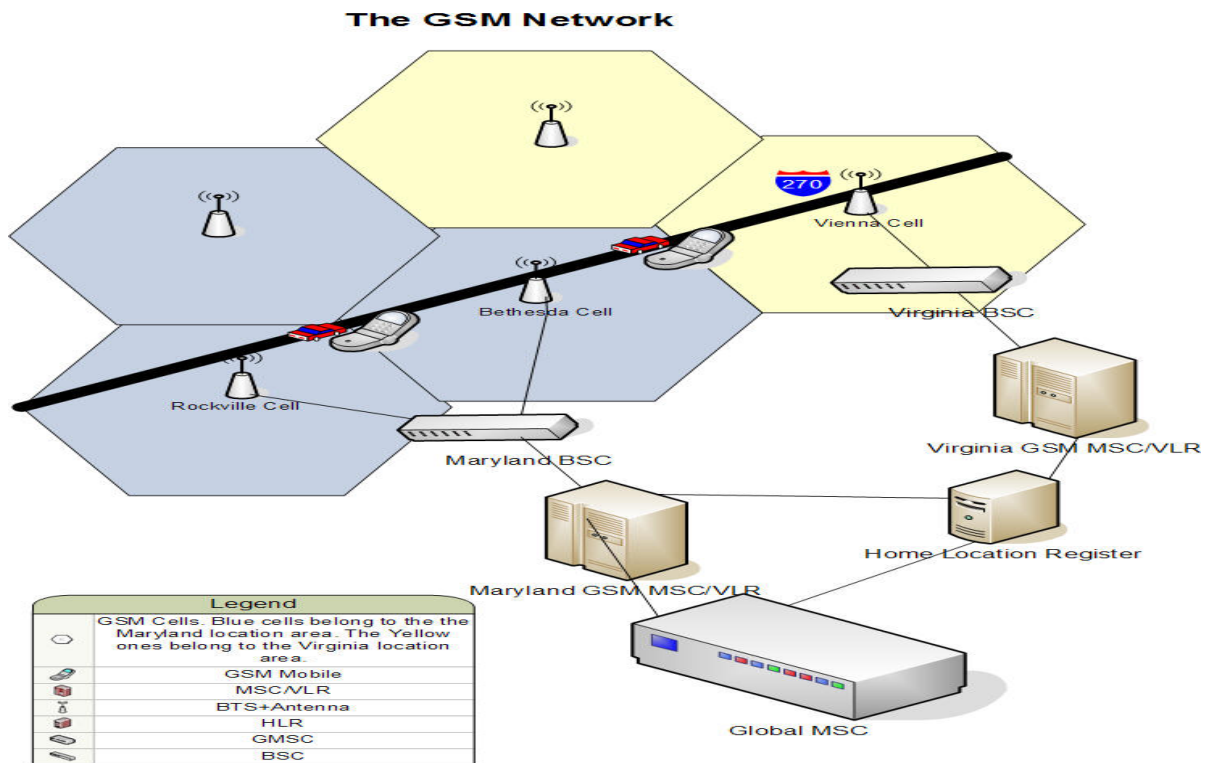 The GSM Network
270
Vienna Cell
Bethesda Cell
Virginia BSC
Rockville Cell
Maryland BSC
Virginia GSM MSC/VLR
Home Location Register
Maryland GSM MSC/VLR
Global MSC
Legend
GSM Cells. Blue cells belong to the the
Maryland location area. The Yellow
ones belong to the Virginia location
area.
GSM Mobile
MSC/VLR
BTS+Antenna
HLR
GMSC
BSC